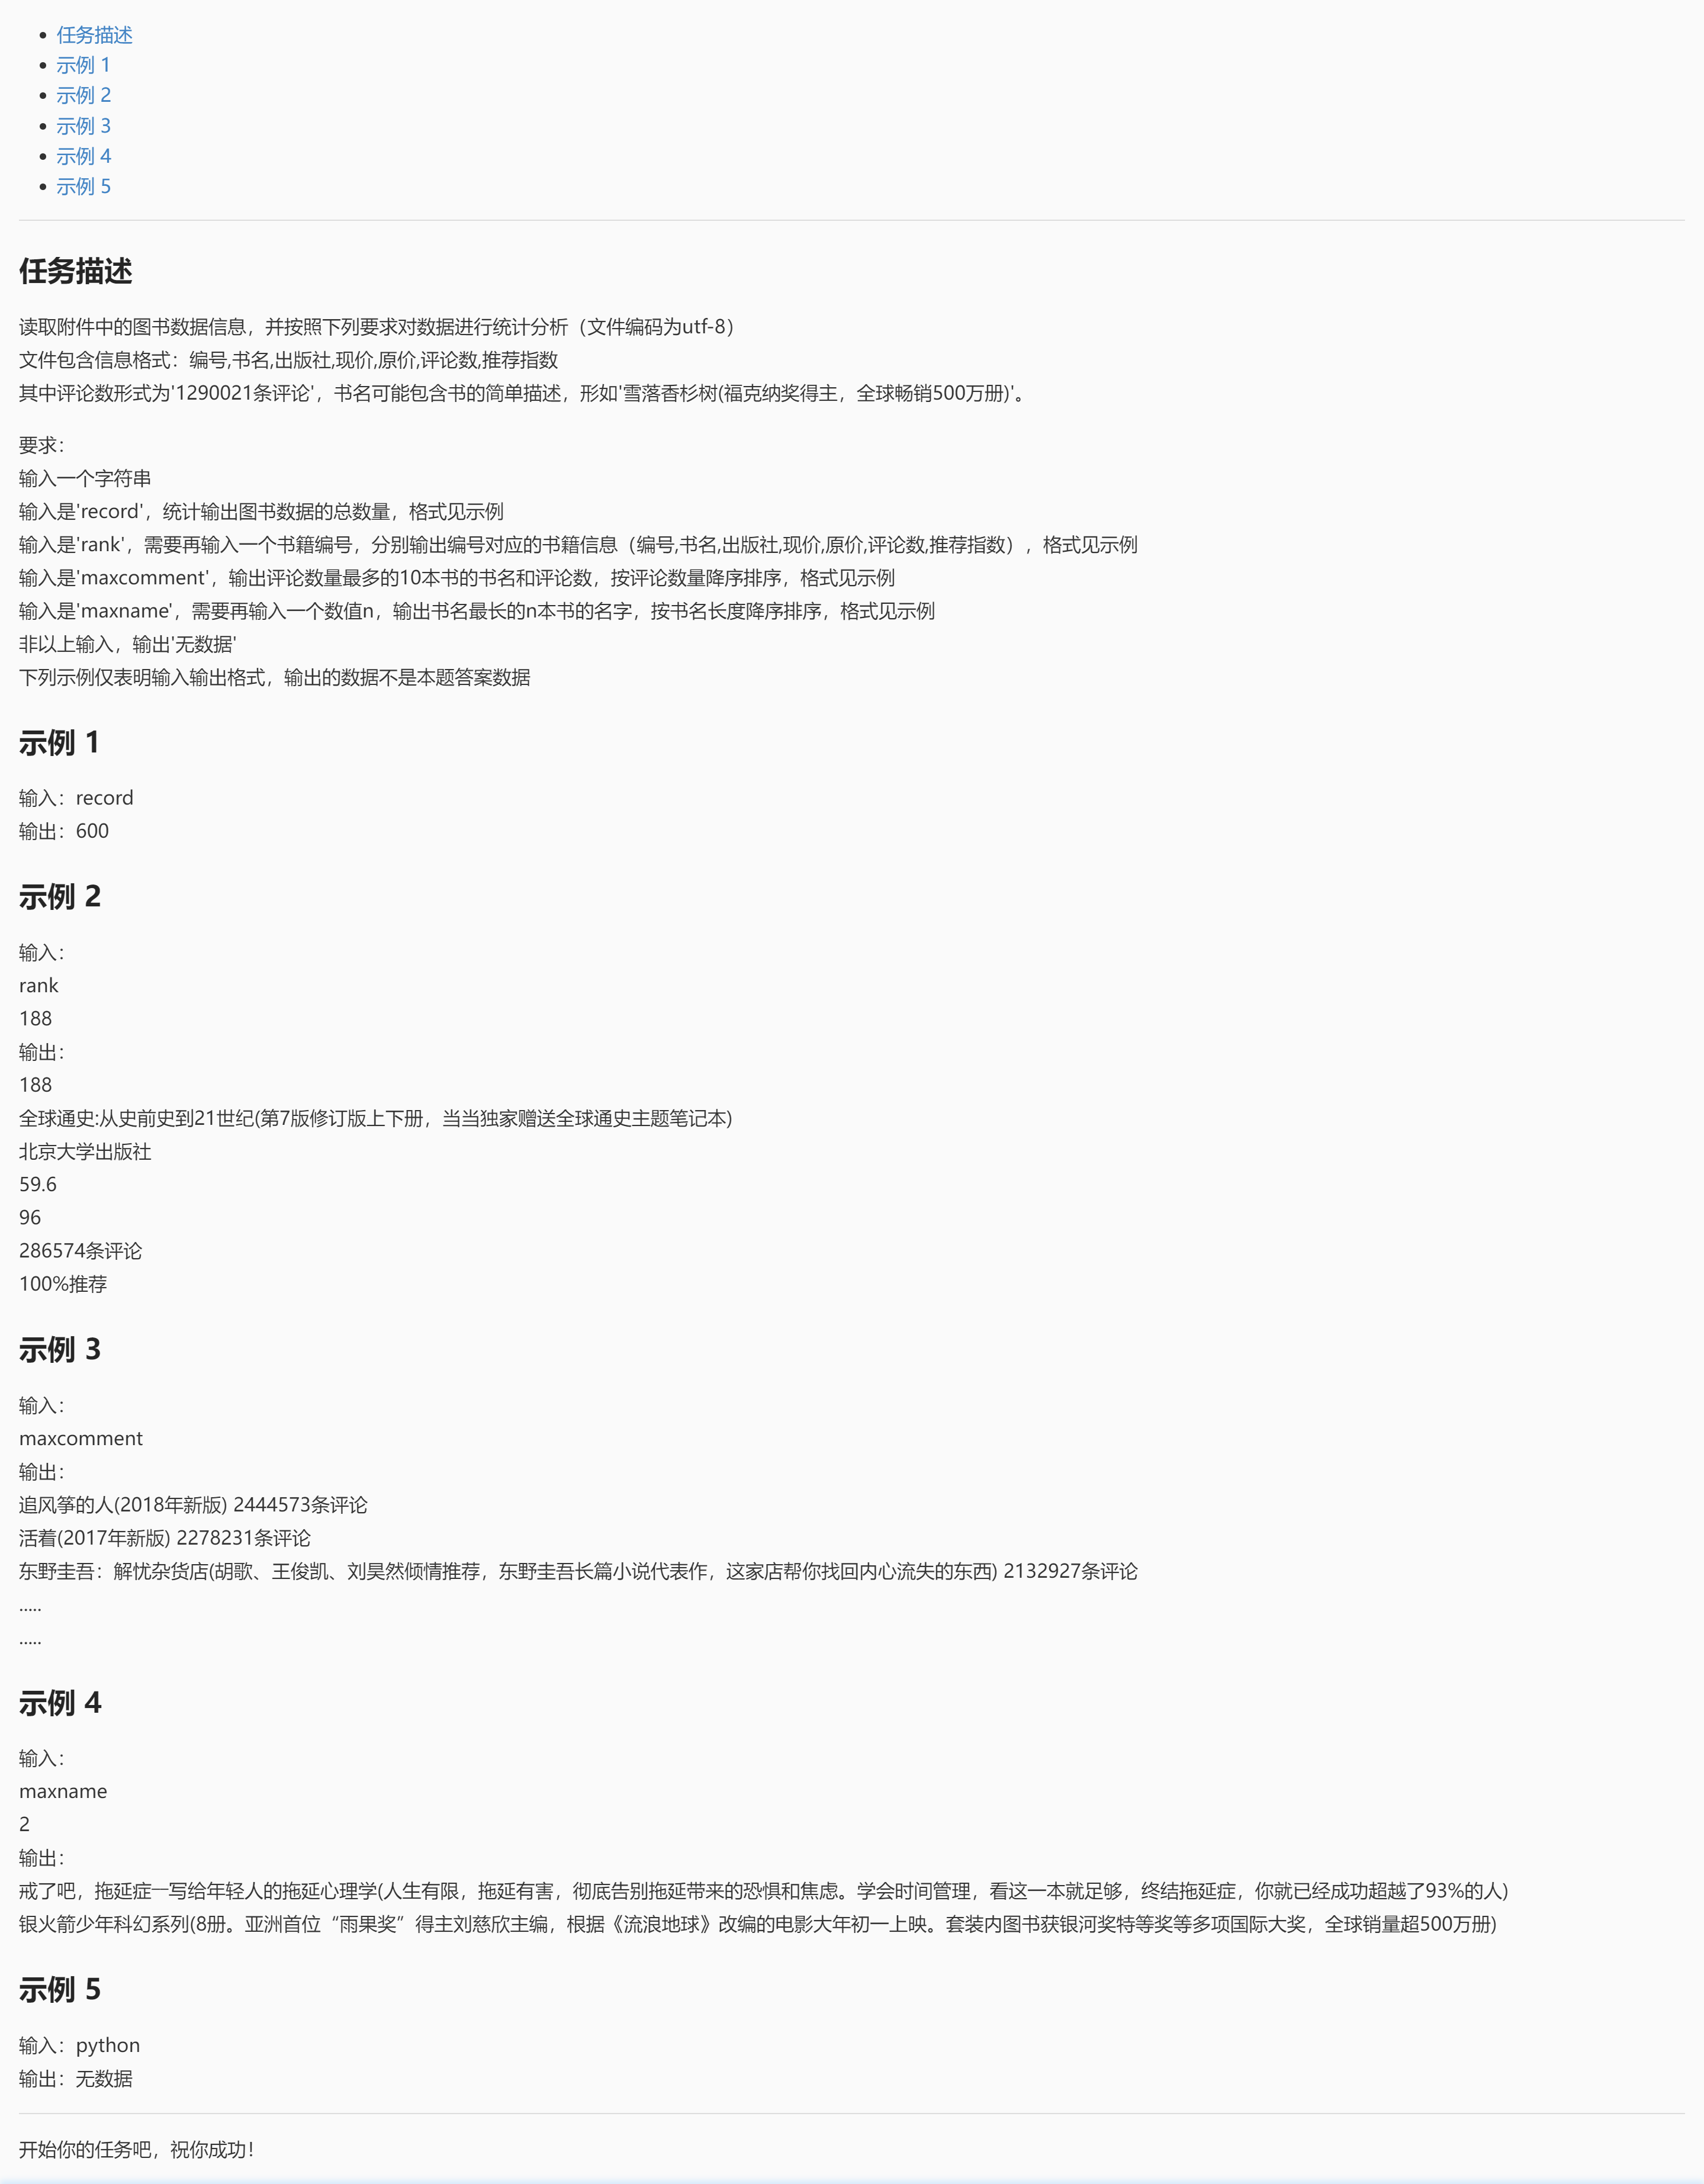 任务描述
示例 1
示例 2
示例 3
示例 4
示例 5
任务描述
读取附件中的图书数据信息，并按照下列要求对数据进行统计分析（文件编码为utf-8）
文件包含信息格式：编号,书名,出版社,现价,原价,评论数,推荐指数
其中评论数形式为'1290021条评论'，书名可能包含书的简单描述，形如'雪落香杉树(福克纳奖得主，全球畅销500万册)'。
要求：
输入一个字符串
输入是'record'，统计输出图书数据的总数量，格式见示例
输入是'rank'，需要再输入一个书籍编号，分别输出编号对应的书籍信息（编号,书名,出版社,现价,原价,评论数,推荐指数），格式见示例
输入是'maxcomment'，输出评论数量最多的10本书的书名和评论数，按评论数量降序排序，格式见示例
输入是'maxname'，需要再输入一个数值n，输出书名最长的n本书的名字，按书名长度降序排序，格式见示例
非以上输入，输出'无数据'
下列示例仅表明输入输出格式，输出的数据不是本题答案数据
示例 1
输入：record
输出：600
示例 2
输入：
rank
188
输出：
188
全球通史:从史前史到21世纪(第7版修订版上下册，当当独家赠送全球通史主题笔记本)
北京大学出版社
59.6
96
286574条评论
100%推荐
示例 3
输入：
maxcomment
输出：
追风筝的人(2018年新版) 2444573条评论
活着(2017年新版) 2278231条评论
东野圭吾：解忧杂货店(胡歌、王俊凯、刘昊然倾情推荐，东野圭吾长篇小说代表作，这家店帮你找回内心流失的东西) 2132927条评论
.....
.....
示例 4
输入：
maxname
2
输出：
戒了吧，拖延症—写给年轻人的拖延心理学(人生有限，拖延有害，彻底告别拖延带来的恐惧和焦虑。学会时间管理，看这一本就足够，终结拖延症，你就已经成功超越了93%的人)
银火箭少年科幻系列(8册。亚洲首位“雨果奖”得主刘慈欣主编，根据《流浪地球》改编的电影大年初一上映。套装内图书获银河奖特等奖等多项国际大奖，全球销量超500万册)
示例 5
输入：python
输出：无数据
开始你的任务吧，祝你成功！